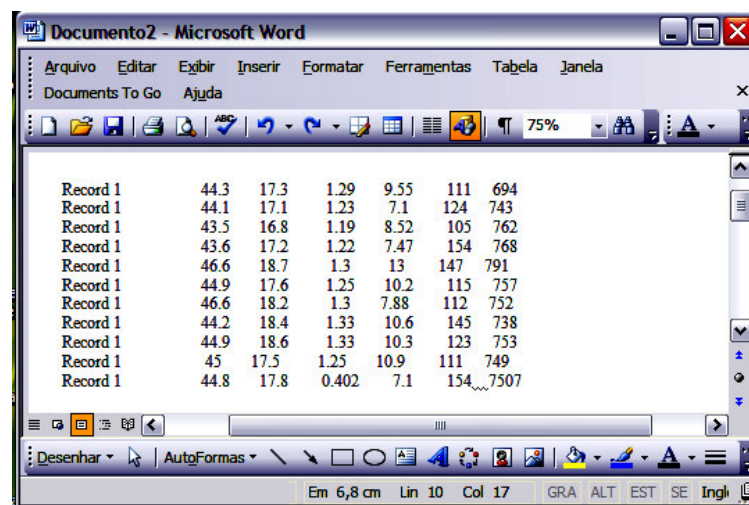 Documento2 - Microsoft Word
Arquivo Editar Exibir Inserir Formatar Ferramentas Tabela Janela
Documents To Go Ajuda
ABC 75% A
Record 1 44.3 17.3 1.29 9.55 111 694
Record 1 44.1 17.1 1.23 7.1 124 743
Record 1 43.5 16.8 1.19 8.52 105 762
Record 1 43.6 17.2 1.22 7.47 154 768
Record 1 46.6 18.7 1.3 13 147 791
Record 1 44.9 17.6 1.25 10.2 115 757
Record 1 46.6 18.2 1.3 7.88 112 752
Record 1 44.2 18.4 1.33 10.6 145 738
Record 1 44.9 18.6 1.33 10.3 123 753
Record 1 45 17.5 1.25 10.9 111 749
Record 1 44.8 17.8 0.402 7.1 154 7507
Desenhar AutoFormas A A
Em 6,8 cm Lin 10 Col 17 GRA ALT EST SE Inglê